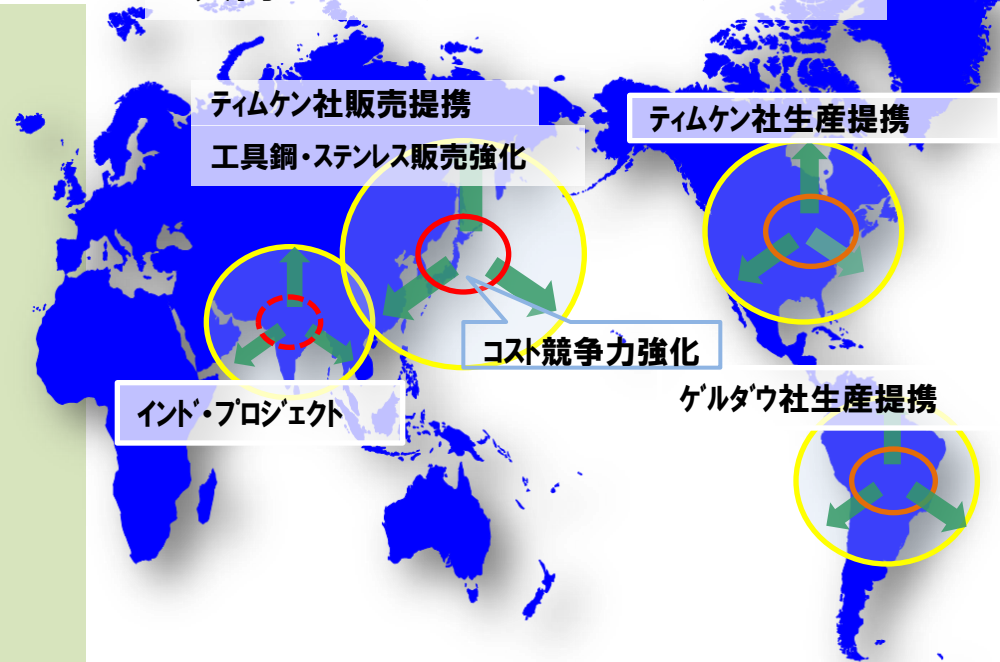 ティムケン社販売提携
工具鋼・ステンレス販売強化
ティムケン社生産提携
コスト競争力強化
インド・プロジェクト
ゲルダウ社生産提携